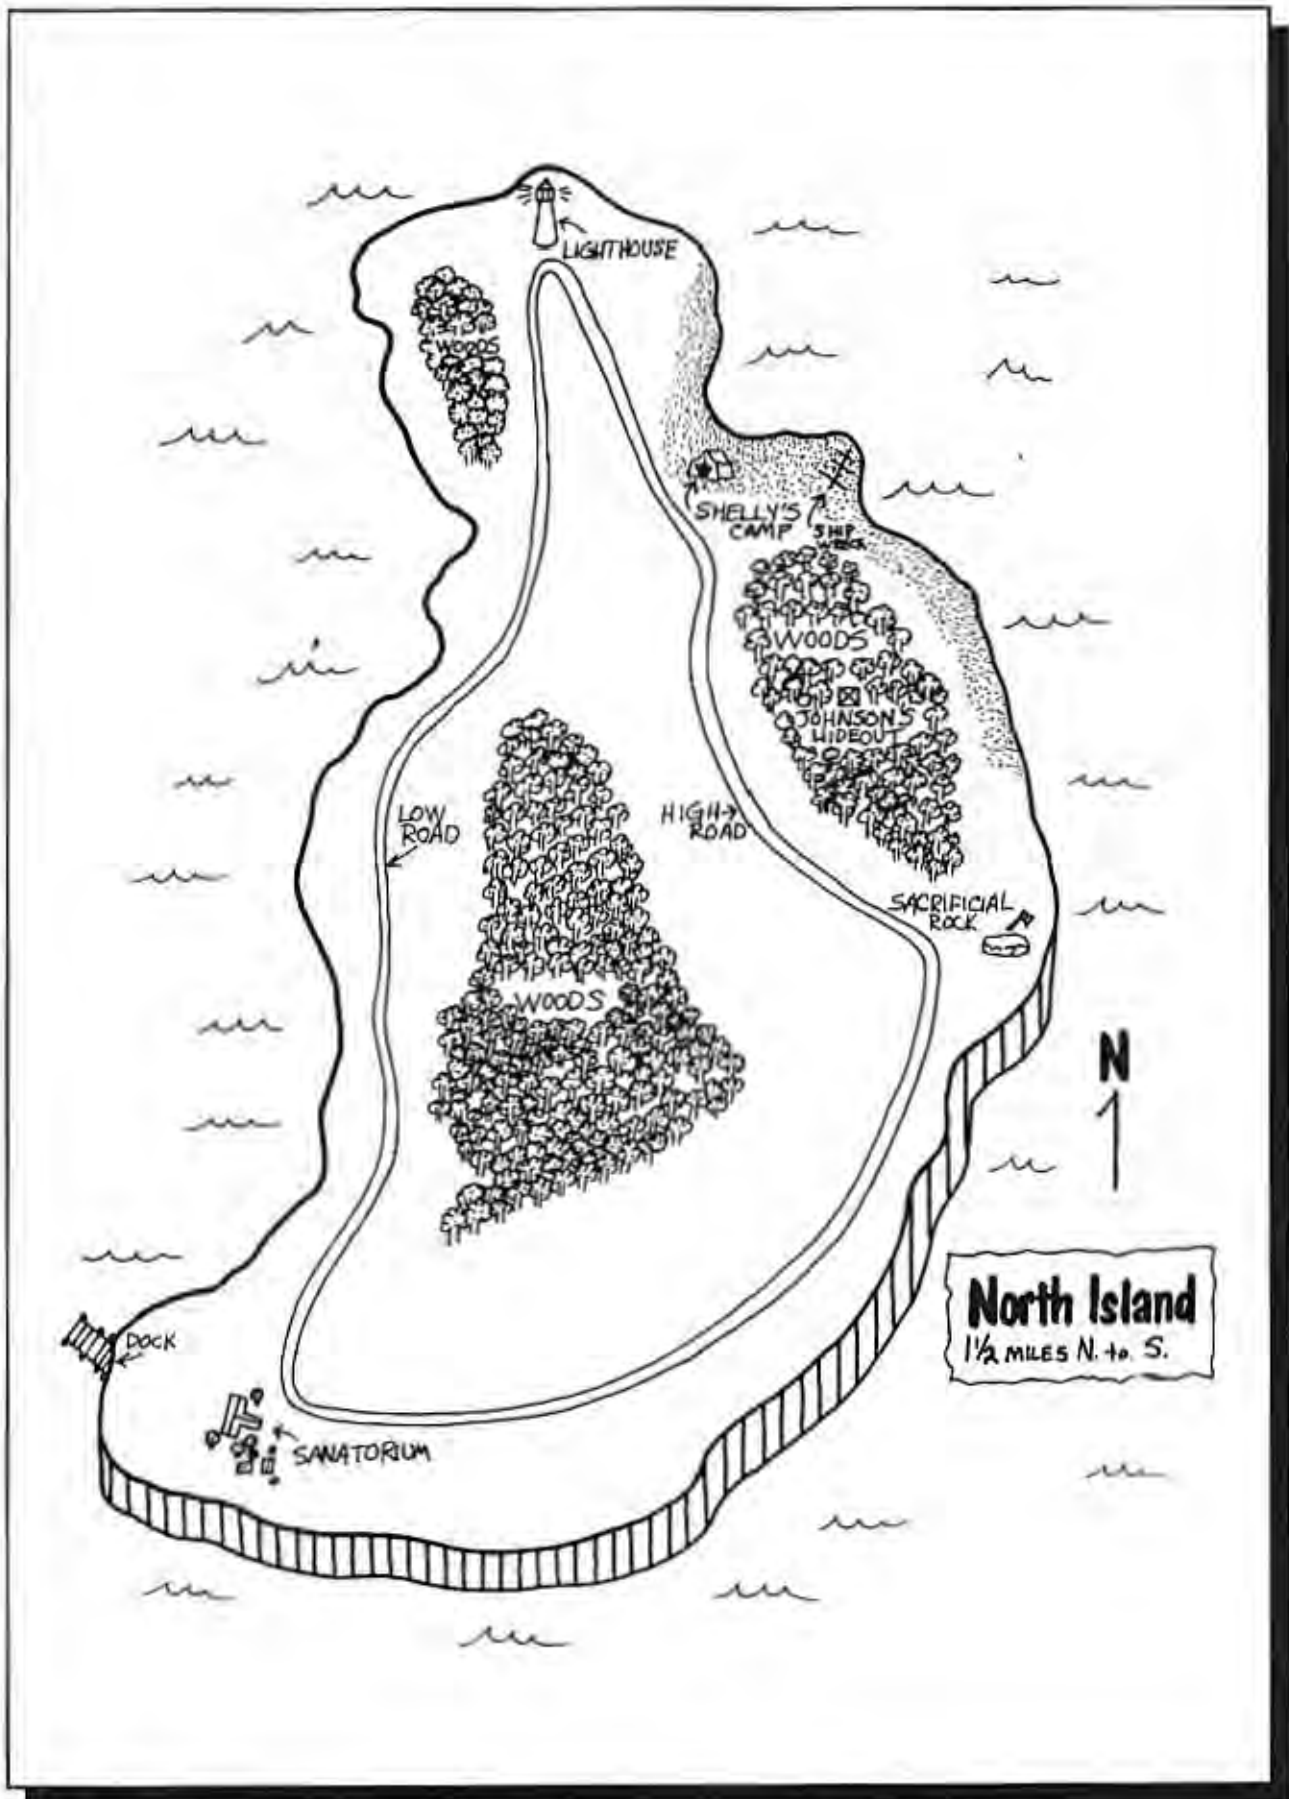 LIGHTHOUSE
WOODS
SHELLY'S
CAMP
SHIP
WRECK
WOODS
JOHNSON'S
HIDEOUT
LOW
ROAD
HIGH
ROAD
SACRIFICIAL
ROCK
WOODS
N
North Island
1½ MILES N. to S.
DOCK
SANATORIUM